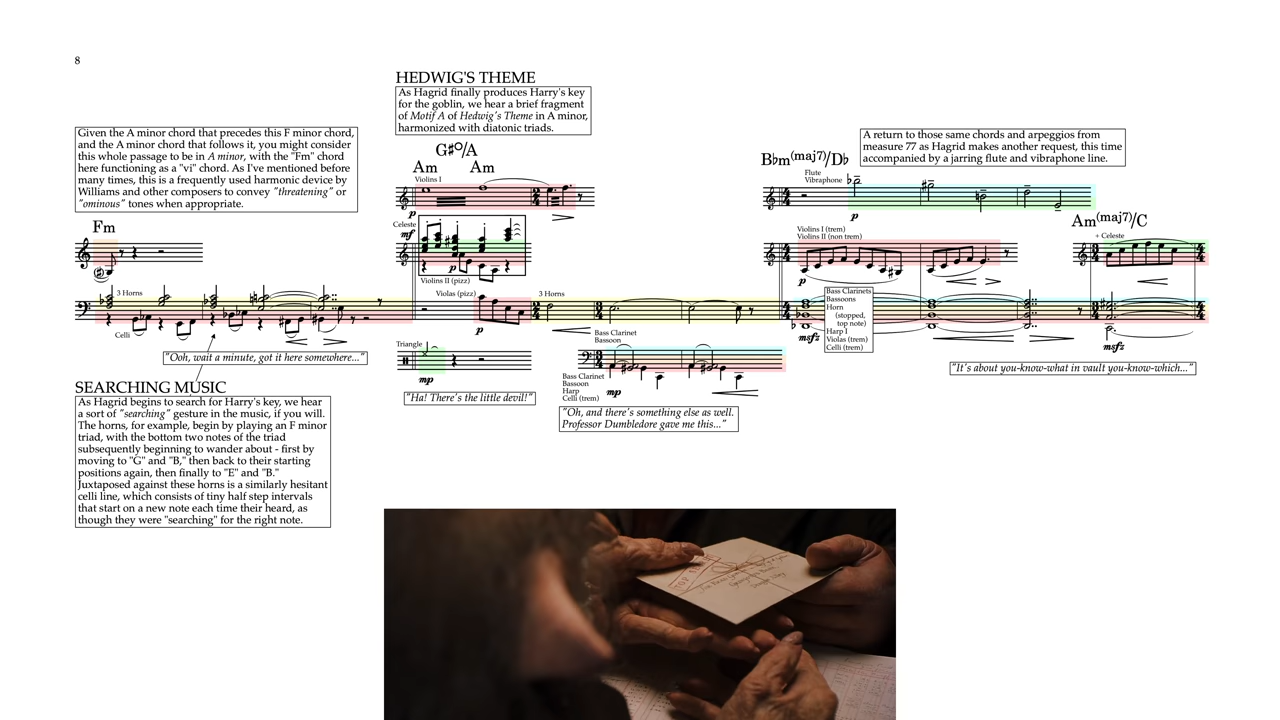 8
HEDWIG'S THEME
As Hagrid finally produces Harry's key
for the goblin, we hear a brief fragment
of Motif A of Hedwig's Theme in A minor,
harmonized with diatonic triads.
Given the A minor chord that precedes this F minor chord,
and the A minor chord that follows it, you might consider
this whole passage to be in A minor, with the "Fm" chord
here functioning as a "vi" chord. As I've mentioned before
many times, this is a frequently used harmonic device by
Williams and other composers to convey "threatening" or
"ominous" tones when appropriate.
A return to those same chords and arpeggios from
measure 77 as Hagrid makes another request, this time
accompanied by a jarring flute and vibraphone line.
Fm
3 Horns
Celli
"Ooh, wait a minute, got it here somewhere..."
SEARCHING MUSIC
As Hagrid begins to search for Harry's key, we hear
a sort of "searching" gesture in the music, if you will.
The horns, for example, begin by playing an F minor
triad, with the bottom two notes of the triad
subsequently beginning to wander about - first by
moving to "G" and "B," then back to their starting
positions again, then finally to "E" and "B."
Juxtaposed against these horns is a similarly hesitant
celli line, which consists of tiny half step intervals
that start on a new note each time their heard, as
though they were "searching" for the right note.
G♯°/A
Am Am
Violins I
p
Celeste
mf
p
Violins II (pizz)
Violas (pizz)
p
3 Horns
Triangle
mp
"Ha! There's the little devil!"
Bass Clarinet
Bassoon
Bass Clarinet
Bassoon
Harp
Celli (trem)
mp
"Oh, and there's something else as well.
Professor Dumbledore gave me this..."
B♭m(maj7)/D♭
Flute
Vibraphone
p
Violins I (trem)
Violins II (non trem)
p
Bass Clarinets
Bassoons
Horn
(stopped,
top note)
Harp I
Violas (trem)
Celli (trem)
msfz
Am(maj7)/C
+ Celeste
msfz
"It's about you-know-what in vault you-know-which..."